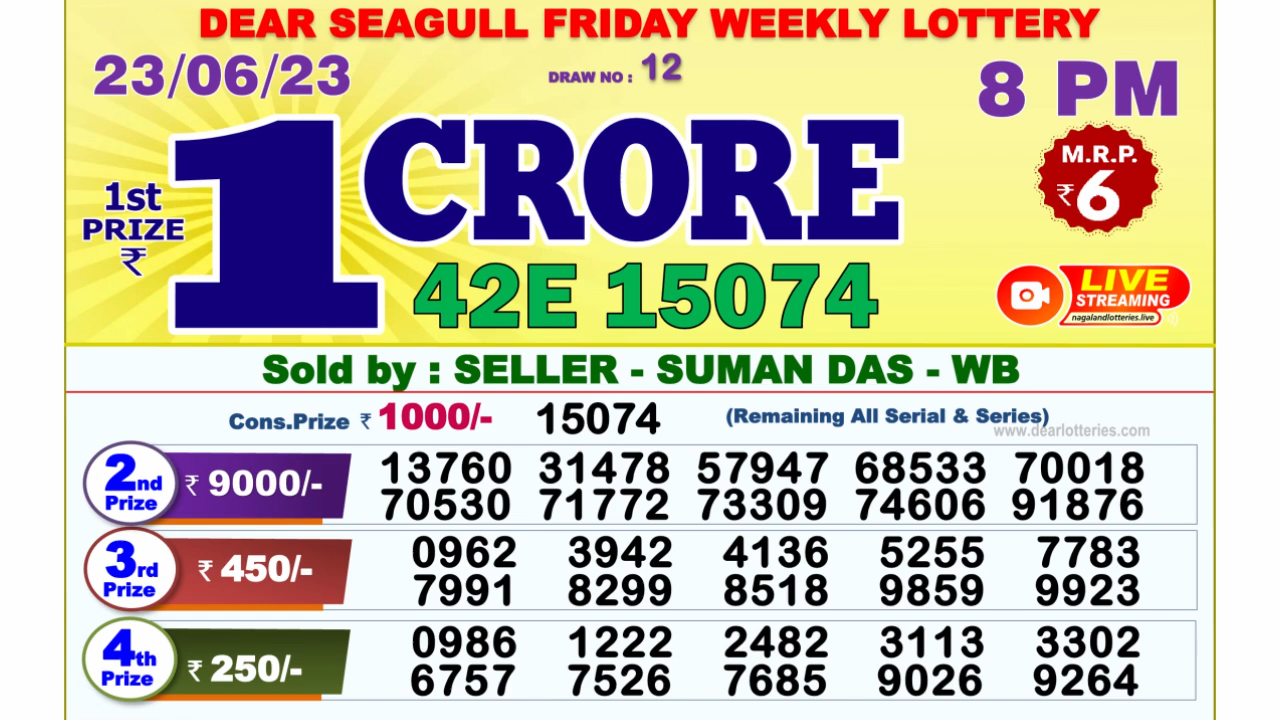 DEAR SEAGULL FRIDAY WEEKLY LOTTERY
23/06/23
DRAW NO : 12
8 PM
1st PRIZE ₹
1 CRORE
M.R.P.
₹ 6
42E 15074
LIVE
STREAMING
nagalandlotteries.live
Sold by : SELLER - SUMAN DAS - WB
Cons.Prize ₹ 1000/- 15074 (Remaining All Serial & Series)
www.dearlotteries.com
2nd Prize ₹ 9000/-
13760 31478 57947 68533 70018
70530 71772 73309 74606 91876
3rd Prize ₹ 450/-
0962 3942 4136 5255 7783
7991 8299 8518 9859 9923
4th Prize ₹ 250/-
0986 1222 2482 3113 3302
6757 7526 7685 9026 9264